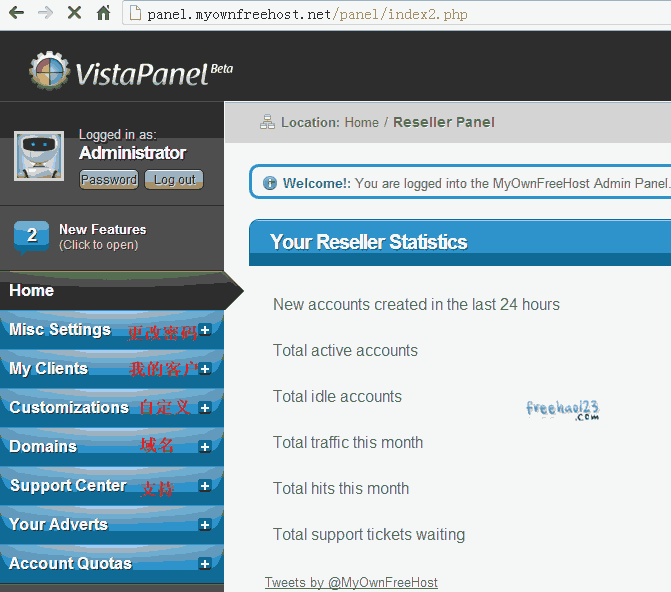 panel.myownfreehost.net/panel/index2.php
VistaPanel Beta
Logged in as:
Administrator
Password Log out
2 New Features
(Click to open)
Home
Misc Settings 更改密码
My Clients 我的客户
Customizations 自定义
Domains 域名
Support Center 支持
Your Adverts
Account Quotas
Location: Home / Reseller Panel
Welcome!: You are logged into the MyOwnFreeHost Admin Panel.
Your Reseller Statistics
New accounts created in the last 24 hours
Total active accounts
Total idle accounts
Total traffic this month
Total hits this month
Total support tickets waiting
freehao123
.com
Tweets by @MyOwnFreeHost